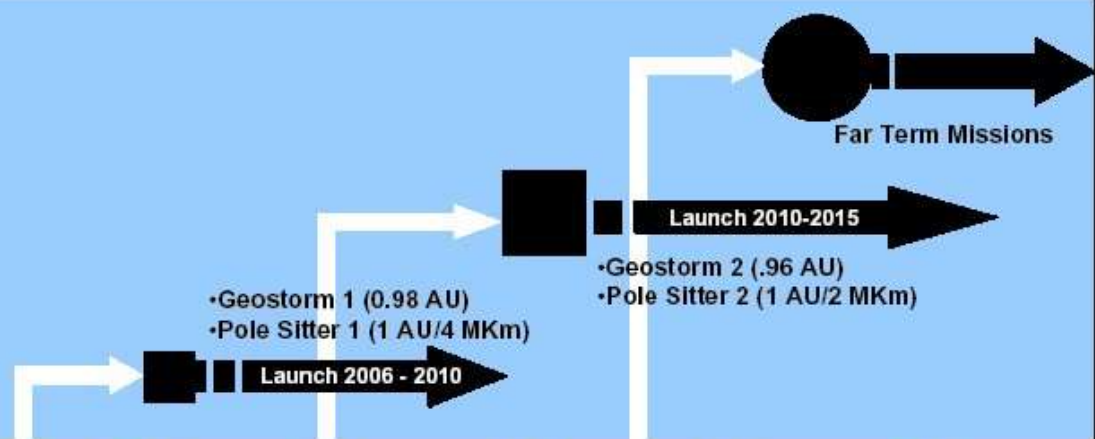 Far Term Missions
Launch 2010-2015
•Geostorm 2 (.96 AU)
•Pole Sitter 2 (1 AU/2 MKm)
•Geostorm 1 (0.98 AU)
•Pole Sitter 1 (1 AU/4 MKm)
Launch 2006 - 2010